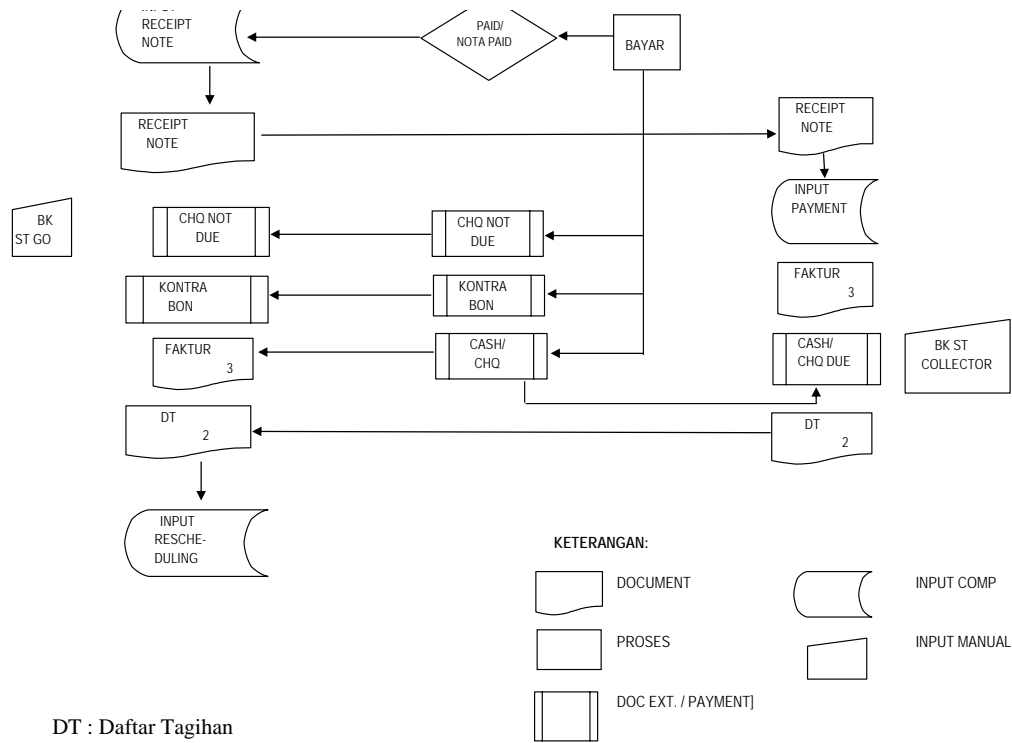 INPUT
RECEIPT
NOTE
PAID/
NOTA PAID
BAYAR
RECEIPT
NOTE
RECEIPT
NOTE
INPUT
PAYMENT
BK
ST GO
CHQ NOT
DUE
CHQ NOT
DUE
KONTRA
BON
KONTRA
BON
FAKTUR
3
FAKTUR
3
CASH/
CHQ
CASH/
CHQ DUE
BK ST
COLLECTOR
DT
2
DT
2
INPUT
RESCHE-
DULING
KETERANGAN:
DOCUMENT
INPUT COMP
PROSES
INPUT MANUAL
DOC EXT. / PAYMENT]
DT : Daftar Tagihan